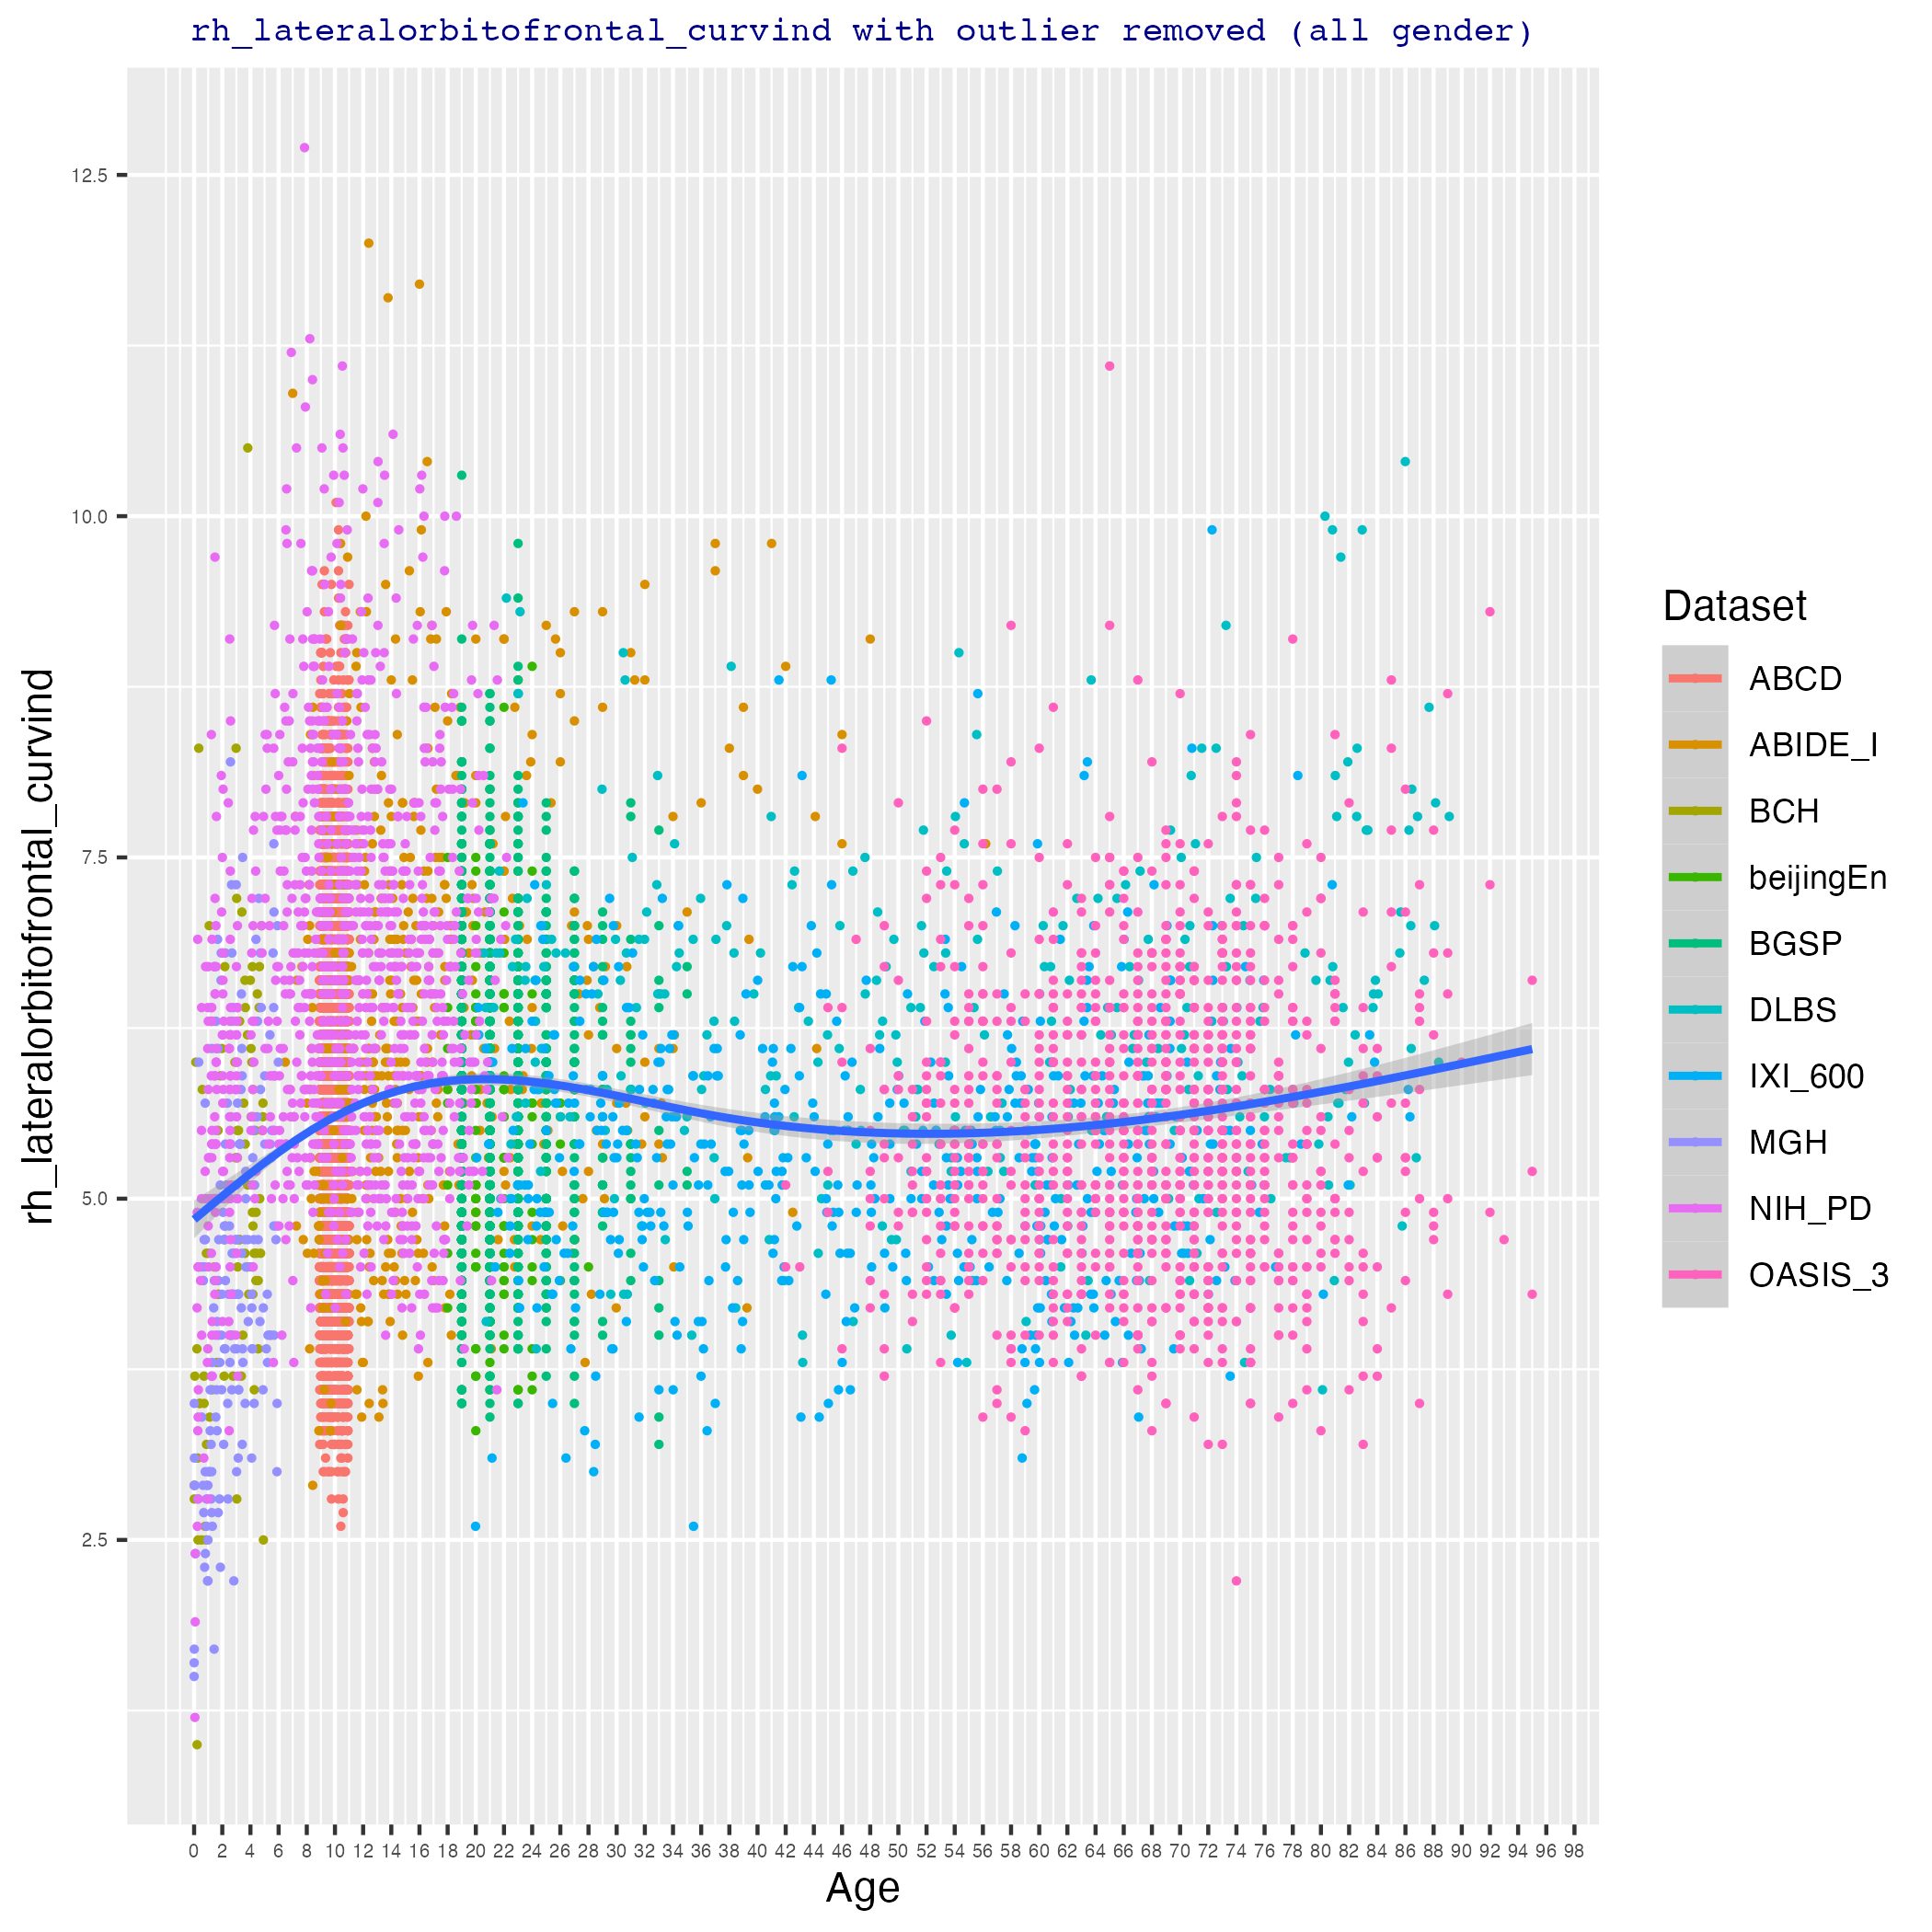 rh_lateralorbitofrontal_curvind with outlier removed (all gender)
rh_lateralorbitofrontal_curvind
12.5
10.0
7.5
5.0
2.5
0 2 4 6 8 10 12 14 16 18 20 22 24 26 28 30 32 34 36 38 40 42 44 46 48 50 52 54 56 58 60 62 64 66 68 70 72 74 76 78 80 82 84 86 88 90 92 94 96 98
Age
Dataset
ABCD
ABIDE_I
BCH
beijingEn
BGSP
DLBS
IXI_600
MGH
NIH_PD
OASIS_3